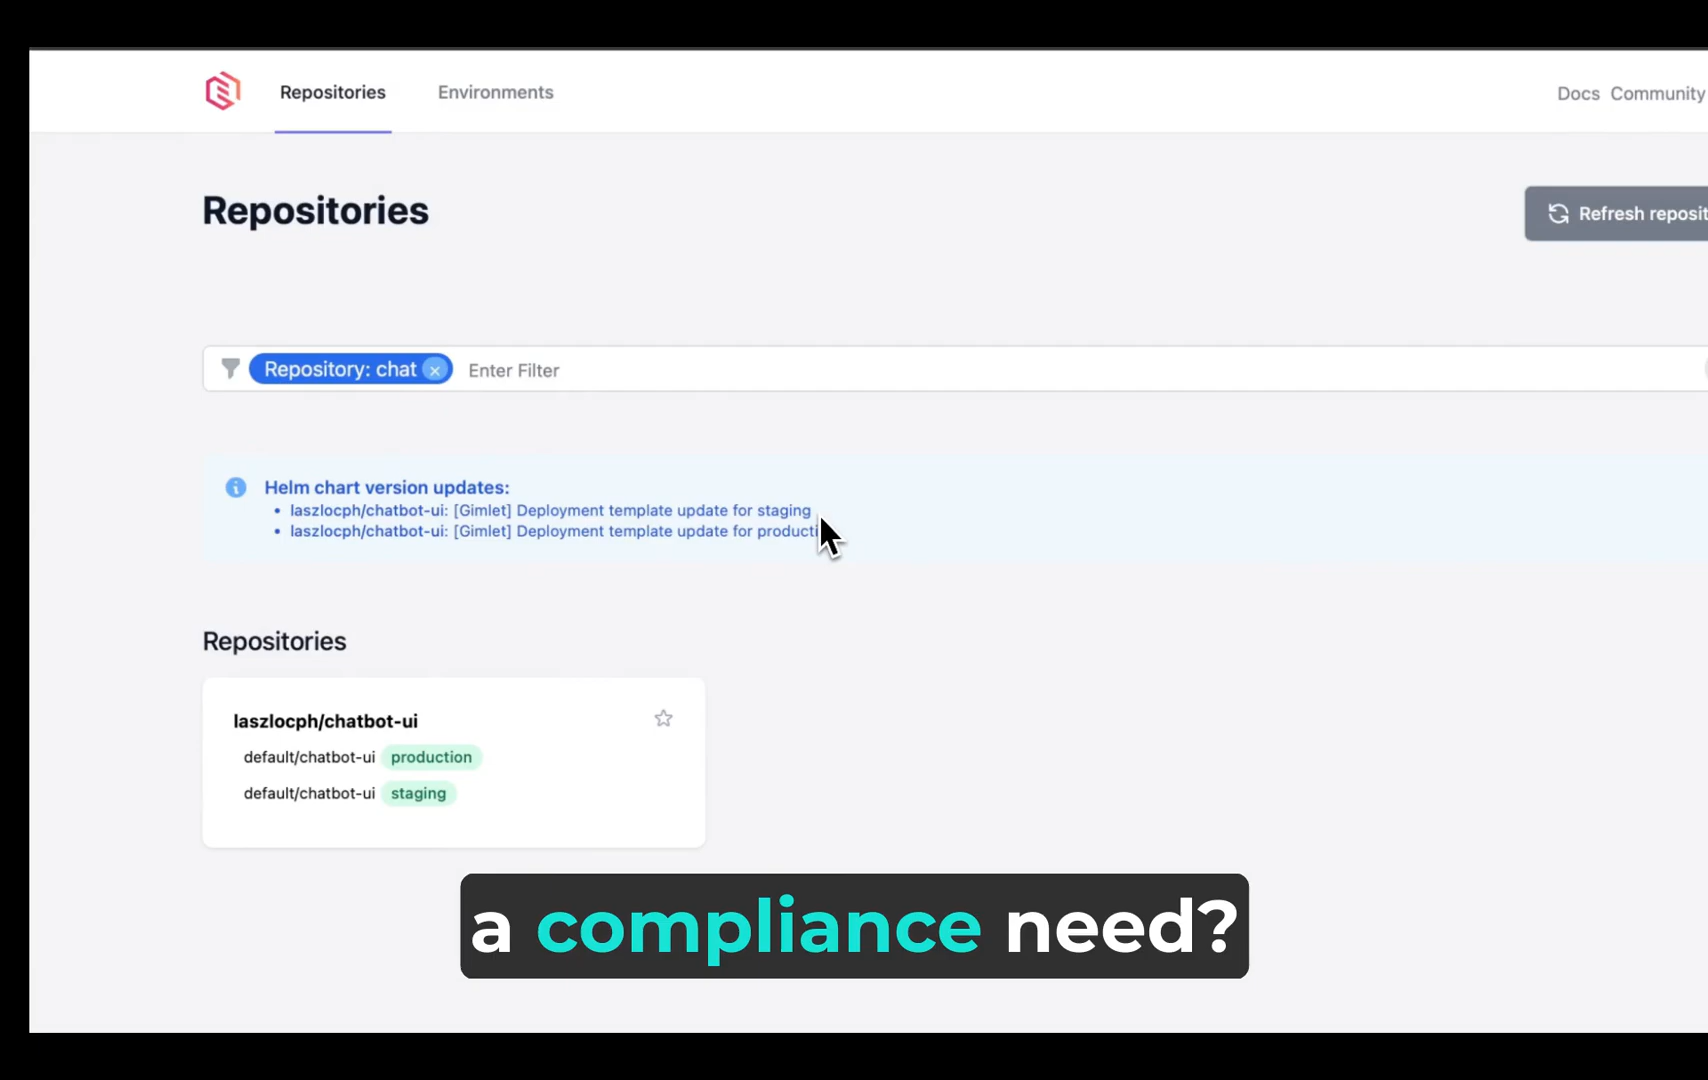 Repositories
Environments
Docs Community
Repositories
Refresh reposit
Repository: chat × Enter Filter
Helm chart version updates:
• laszlocph/chatbot-ui: [Gimlet] Deployment template update for staging
• laszlocph/chatbot-ui: [Gimlet] Deployment template update for producti
Repositories
laszlocph/chatbot-ui
default/chatbot-ui production
default/chatbot-ui staging
a compliance need?